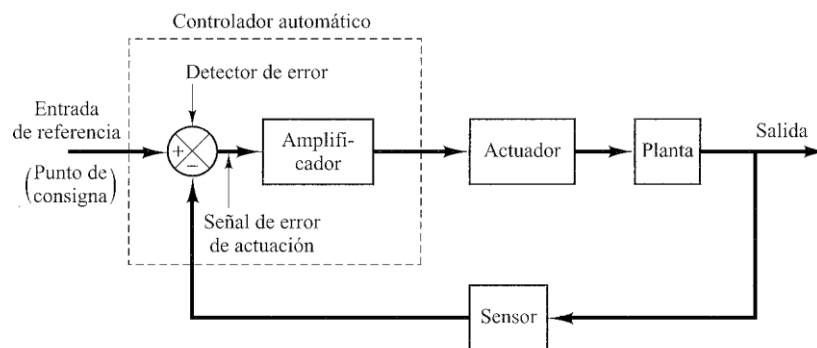 Controlador automático
Detector de error
Entrada
de referencia
(Punto de
consigna)
+
−
Amplifi-
cador
Señal de error
de actuación
Actuador
Planta
Salida
Sensor